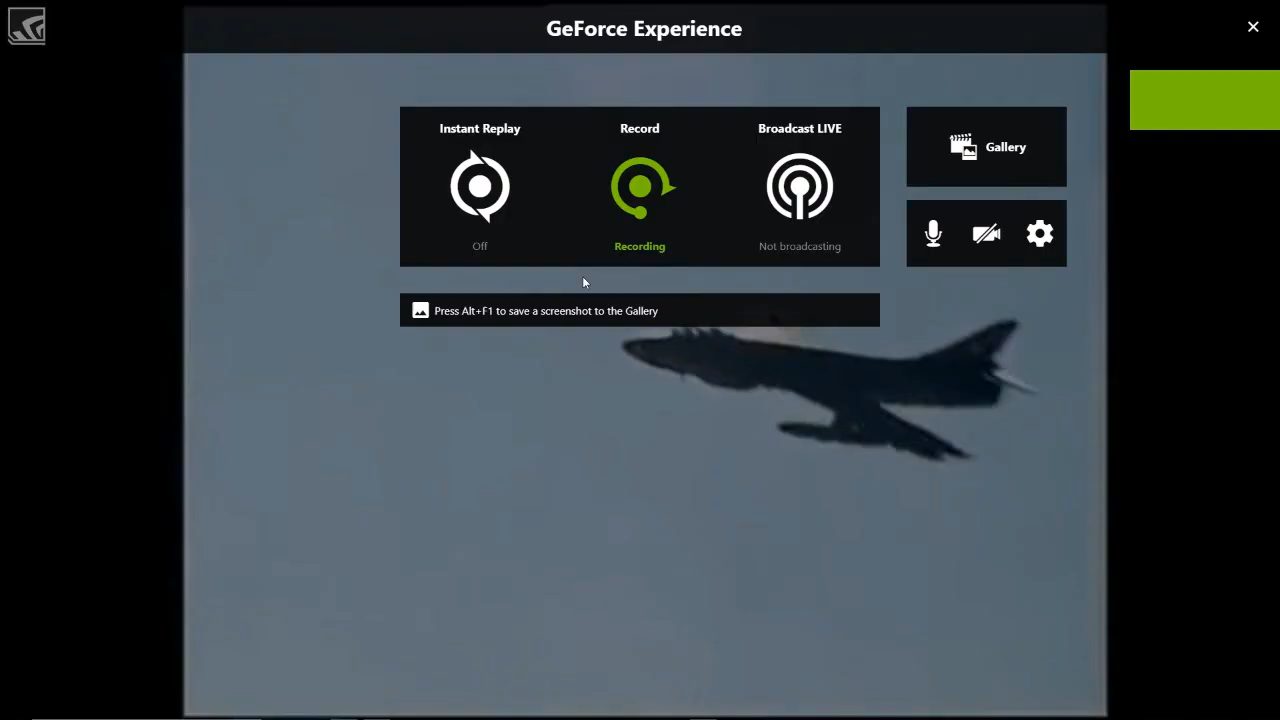 GeForce Experience
Instant Replay
Record
Broadcast LIVE
Gallery
Off
Recording
Not broadcasting
Press Alt+F1 to save a screenshot to the Gallery